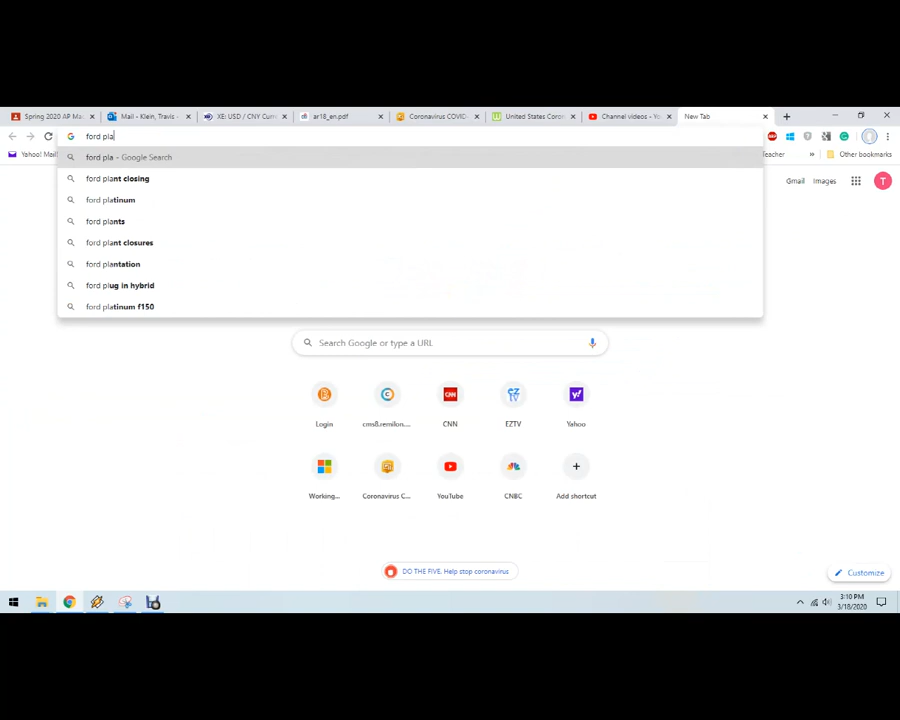 Spring 2020 AP Ma
Mail - Klein, Travis -
XE: USD / CNY Curr
ar18_en.pdf
Coronavirus COVID-
United States Coron
Channel videos - Yo
New Tab
ford pla
Yahoo! Mail
Teacher
Other bookmarks
ford pla - Google Search
ford plant closing
ford platinum
ford plants
ford plant closures
ford plantation
ford plug in hybrid
ford platinum f150
Gmail Images
T
Search Google or type a URL
Login
cms8.remilon....
CNN
EZTV
Yahoo
Working...
Coronavirus C...
YouTube
CNBC
Add shortcut
DO THE FIVE. Help stop coronavirus
Customize
3:10 PM
3/18/2020